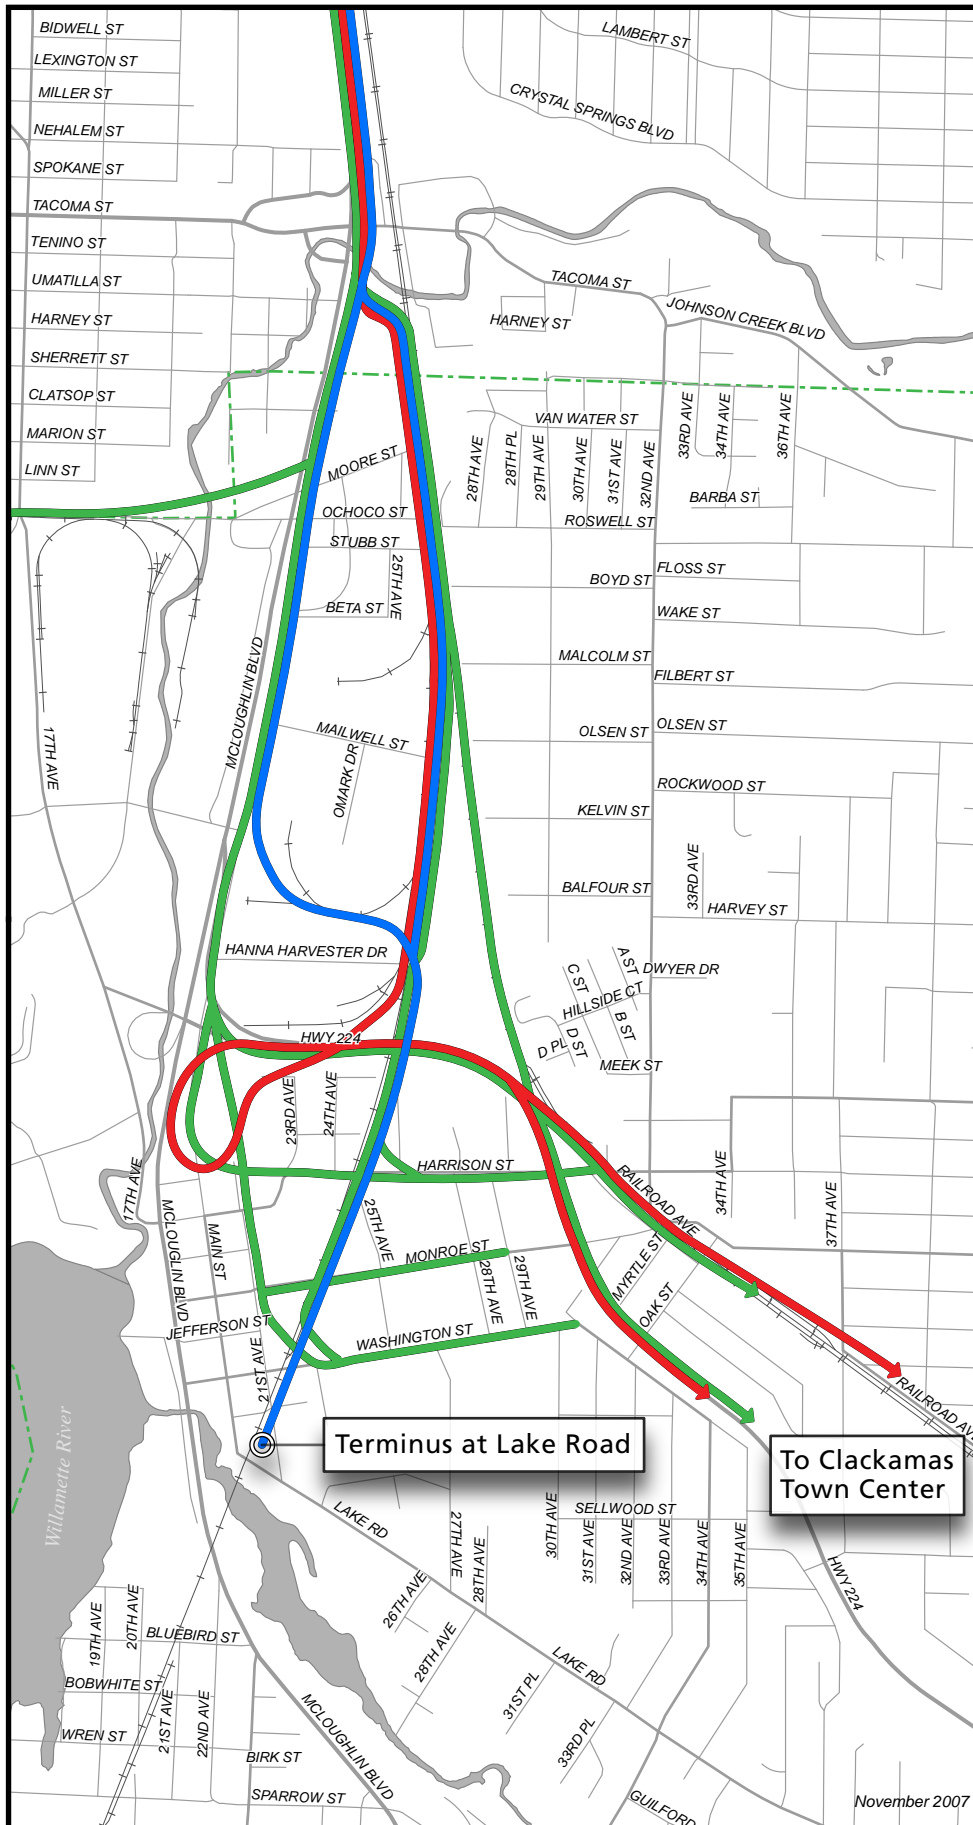 BIDWELL ST
LEXINGTON ST
MILLER ST
NEHALEM ST
SPOKANE ST
TACOMA ST
TENINO ST
UMATILLA ST
HARNEY ST
SHERRETT ST
CLATSOP ST
MARION ST
LINN ST
LAMBERT ST
CRYSTAL SPRINGS BLVD
TACOMA ST
JOHNSON CREEK BLVD
HARNEY ST
VAN WATER ST
28TH AVE
28TH PL
29TH AVE
30TH AVE
31ST AVE
32ND AVE
33RD AVE
34TH AVE
36TH AVE
BARBA ST
ROSWELL ST
MOORE ST
OCHOCO ST
STUBB ST
25TH AVE
BETA ST
BOYD ST
FLOSS ST
WAKE ST
MALCOLM ST
FILBERT ST
MCLOUGHLIN BLVD
17TH AVE
MAILWELL ST
OMARK DR
OLSEN ST
OLSEN ST
ROCKWOOD ST
KELVIN ST
BALFOUR ST
33RD AVE
HARVEY ST
HANNA HARVESTER DR
A ST
DWYER DR
C ST
HILLSIDE CT
B ST
D ST
D PL
MEEK ST
HWY 224
23RD AVE
24TH AVE
HARRISON ST
RAILROAD AVE
34TH AVE
37TH AVE
17TH AVE
MCLOUGLIN BLVD
MAIN ST
25TH AVE
MONROE ST
28TH AVE
29TH AVE
MYRTLE ST
OAK ST
JEFFERSON ST
WASHINGTON ST
21ST AVE
RAILROAD AVE
Terminus at Lake Road
To Clackamas
Town Center
Willamette River
LAKE RD
27TH AVE
28TH AVE
30TH AVE
SELLWOOD ST
31ST AVE
32ND AVE
33RD AVE
34TH AVE
35TH AVE
HWY 224
26TH AVE
28TH AVE
LAKE RD
31ST PL
33RD PL
19TH AVE
20TH AVE
BLUEBIRD ST
BOBWHITE ST
21ST AVE
22ND AVE
WREN ST
BIRK ST
MCLOUGHLIN BLVD
SPARROW ST
GUILFORD
November 2007